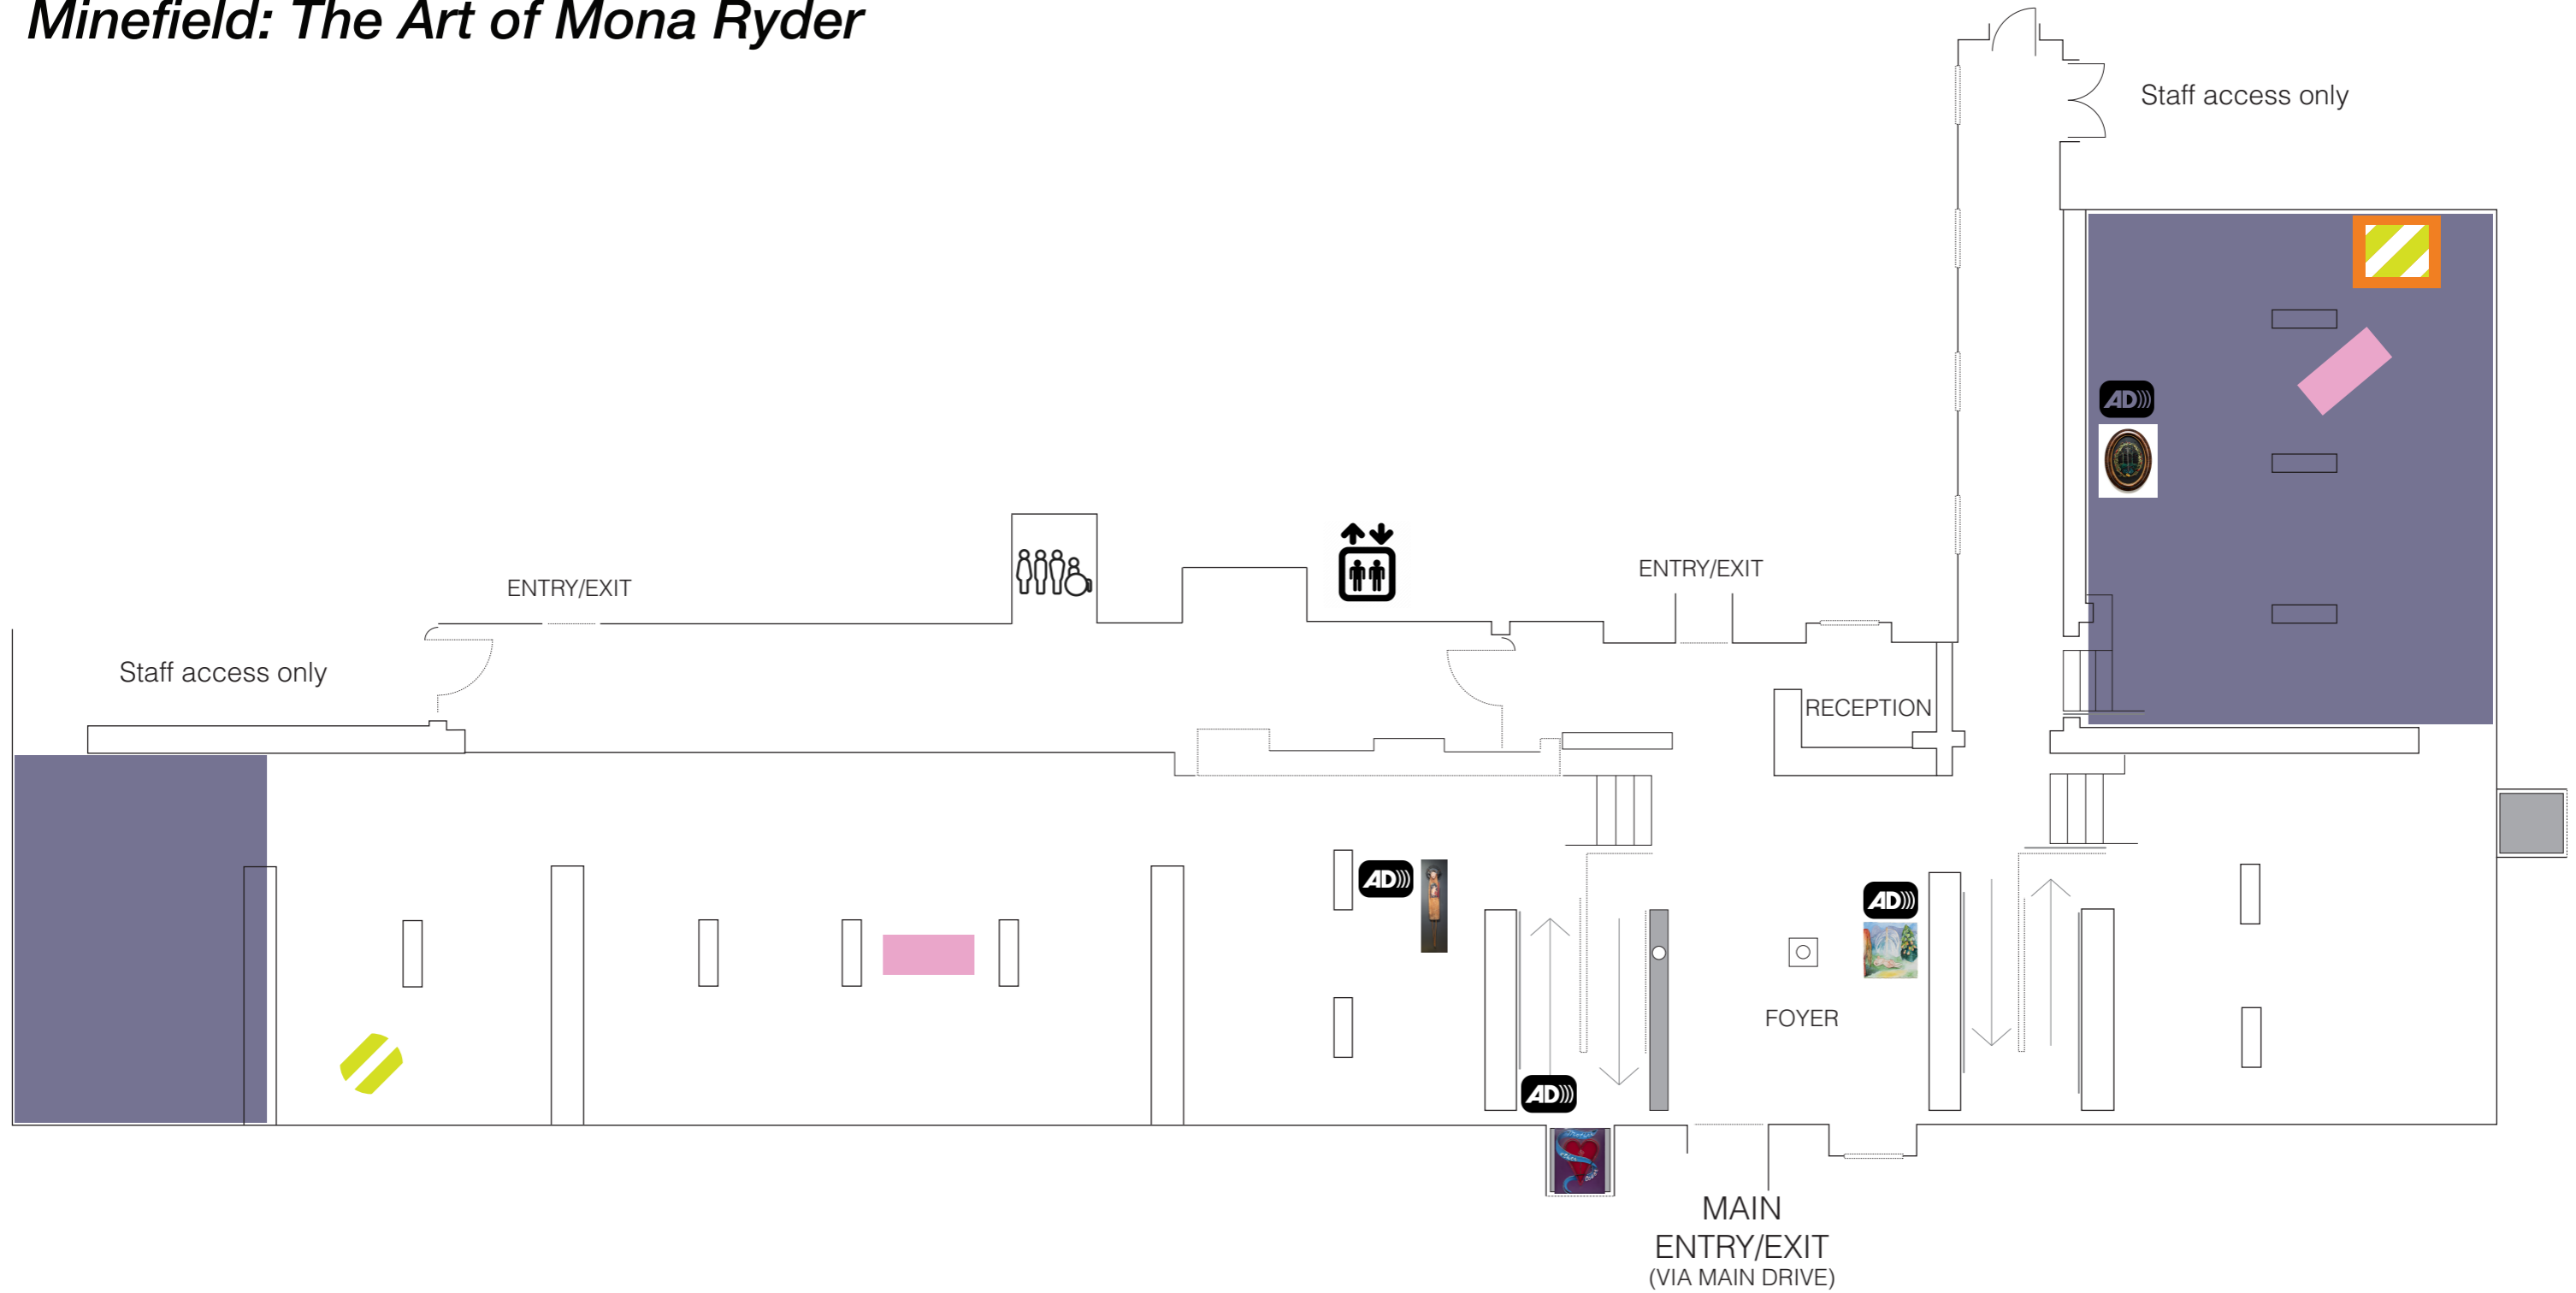 Minefield: The Art of Mona Ryder
Staff access only
AD
ENTRY/EXIT
ENTRY/EXIT
Staff access only
RECEPTION
AD
AD
FOYER
AD
MAIN
ENTRY/EXIT
(VIA MAIN DRIVE)